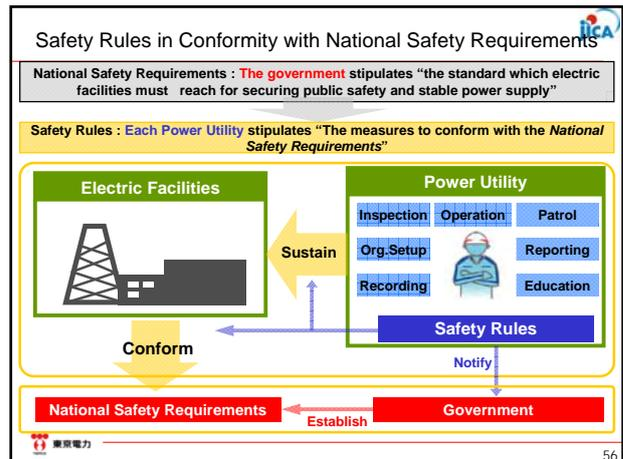 jica
Safety Rules in Conformity with National Safety Requirements
National Safety Requirements : The government stipulates “the standard which electric
facilities must reach for securing public safety and stable power supply”
Safety Rules : Each Power Utility stipulates “The measures to conform with the National
Safety Requirements”
Electric Facilities
Power Utility
Inspection
Operation
Patrol
Org.Setup
Reporting
Recording
Education
Sustain
Safety Rules
Conform
Notify
National Safety Requirements
Establish
Government
東京電力
56